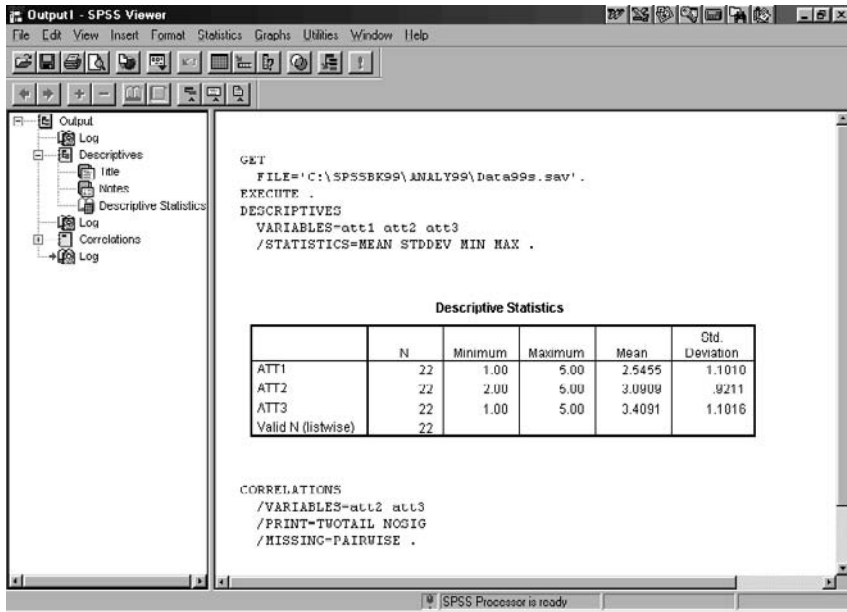 Output1 - SPSS Viewer
File Edit View Insert Format Statistics Graphs Utilities Window Help
Output
Log
Descriptives
Title
Notes
Descriptive Statistics
Log
Correlations
Log
GET
FILE='C:\SPSSBK99\ANALY99\Data99s.sav'.
EXECUTE .
DESCRIPTIVES
VARIABLES=att1 att2 att3
/STATISTICS=MEAN STDDEV MIN MAX .
Descriptive Statistics
N Minimum Maximum Mean Std. Deviation
ATT1 22 1.00 5.00 2.5455 1.1010
ATT2 22 2.00 5.00 3.0909 .9211
ATT3 22 1.00 5.00 3.4091 1.1016
Valid N (listwise) 22
CORRELATIONS
/VARIABLES=att2 att3
/PRINT=TWOTAIL NOSIG
/MISSING=PAIRWISE .
SPSS Processor is ready